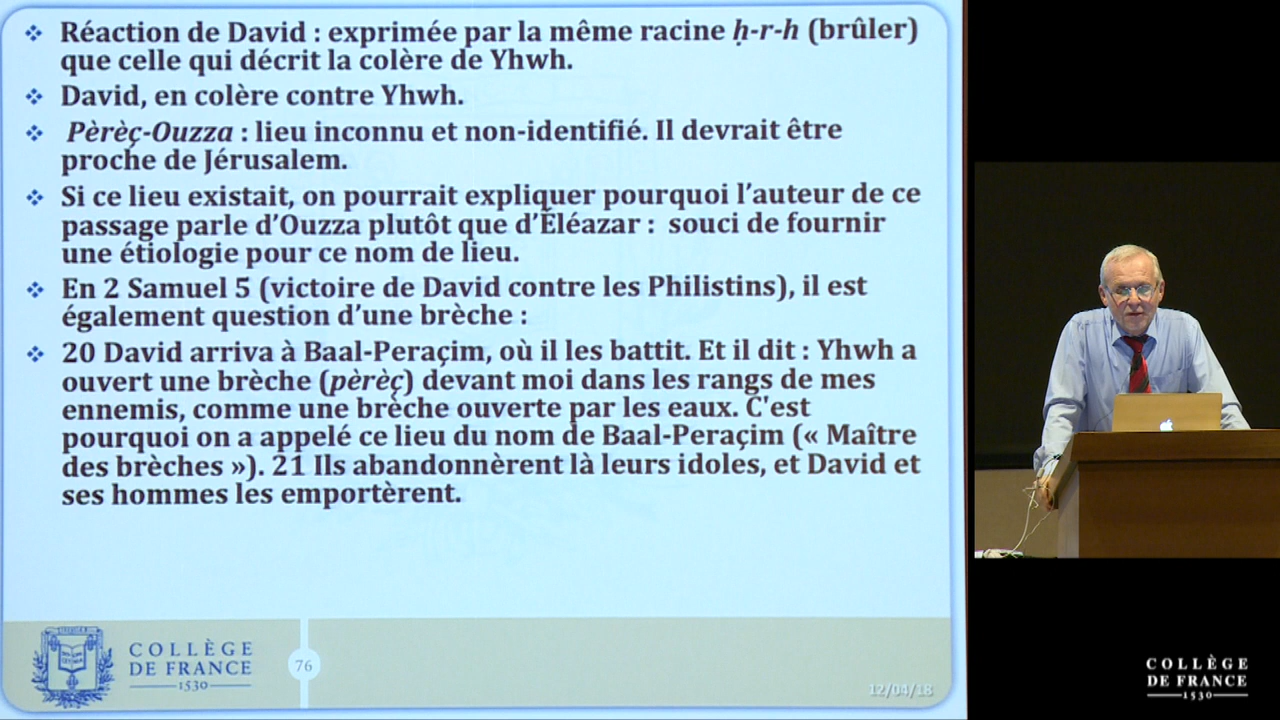 Réaction de David : exprimée par la même racine ḥ-r-h (brûler)
que celle qui décrit la colère de Yhwh.
David, en colère contre Yhwh.
Pèrèç-Ouzza : lieu inconnu et non-identifié. Il devrait être
proche de Jérusalem.
Si ce lieu existait, on pourrait expliquer pourquoi l'auteur de ce
passage parle d'Ouzza plutôt que d'Éléazar : souci de fournir
une étiologie pour ce nom de lieu.
En 2 Samuel 5 (victoire de David contre les Philistins), il est
également question d'une brèche :
20 David arriva à Baal-Peraçim, où il les battit. Et il dit : Yhwh a
ouvert une brèche (pèrèç) devant moi dans les rangs de mes
ennemis, comme une brèche ouverte par les eaux. C'est
pourquoi on a appelé ce lieu du nom de Baal-Peraçim (« Maître
des brèches »). 21 Ils abandonnèrent là leurs idoles, et David et
ses hommes les emportèrent.
COLLÈGE
DE FRANCE
1530
76
12/04/18
COLLÈGE
DE FRANCE
1530